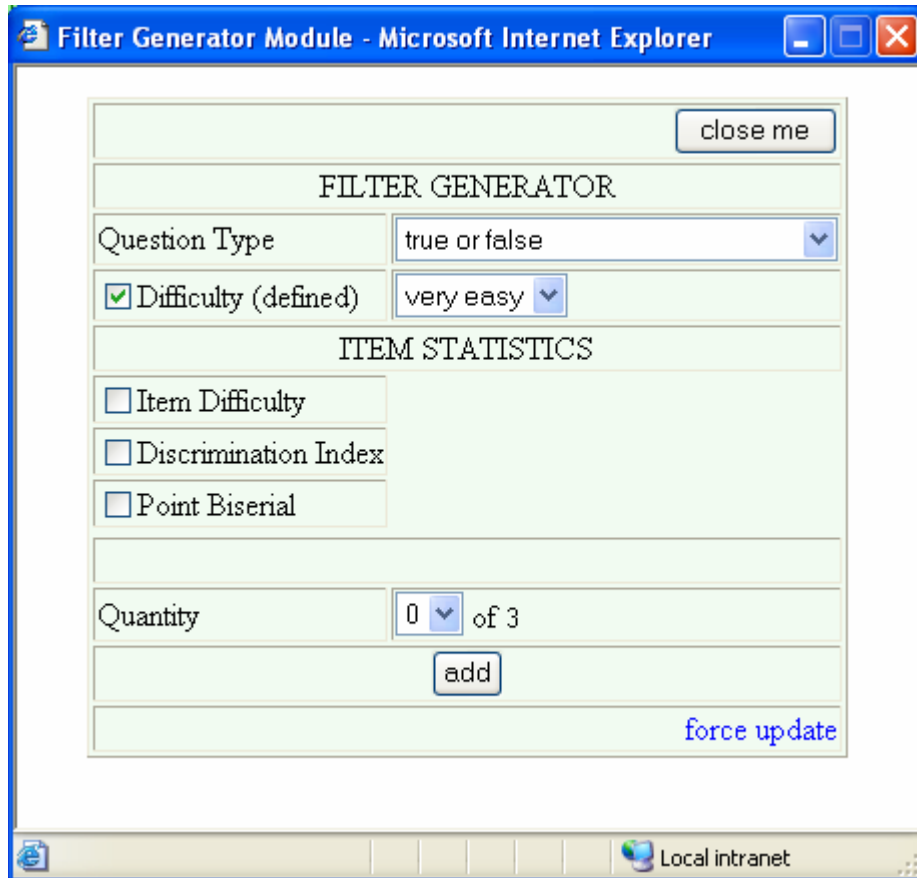 Filter Generator Module - Microsoft Internet Explorer
close me
FILTER GENERATOR
Question Type true or false
Difficulty (defined) very easy
ITEM STATISTICS
Item Difficulty
Discrimination Index
Point Biserial
Quantity 0 of 3
add
force update
Local intranet